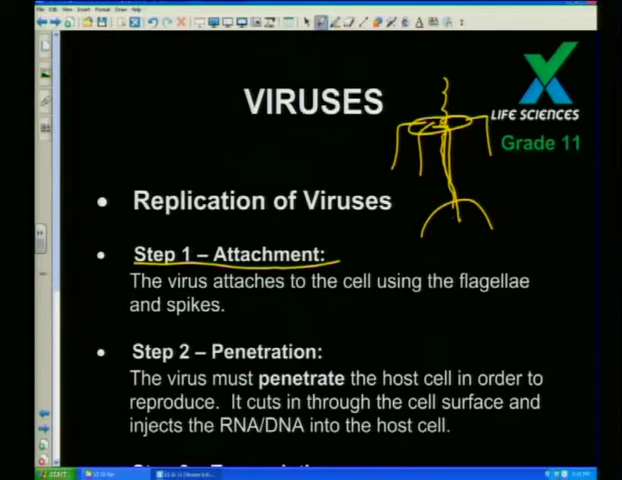 VIRUSES
LIFE SCIENCES
Grade 11
• Replication of Viruses
• Step 1 – Attachment:
The virus attaches to the cell using the flagellae
and spikes.
• Step 2 – Penetration:
The virus must penetrate the host cell in order to
reproduce. It cuts in through the cell surface and
injects the RNA/DNA into the host cell.
start